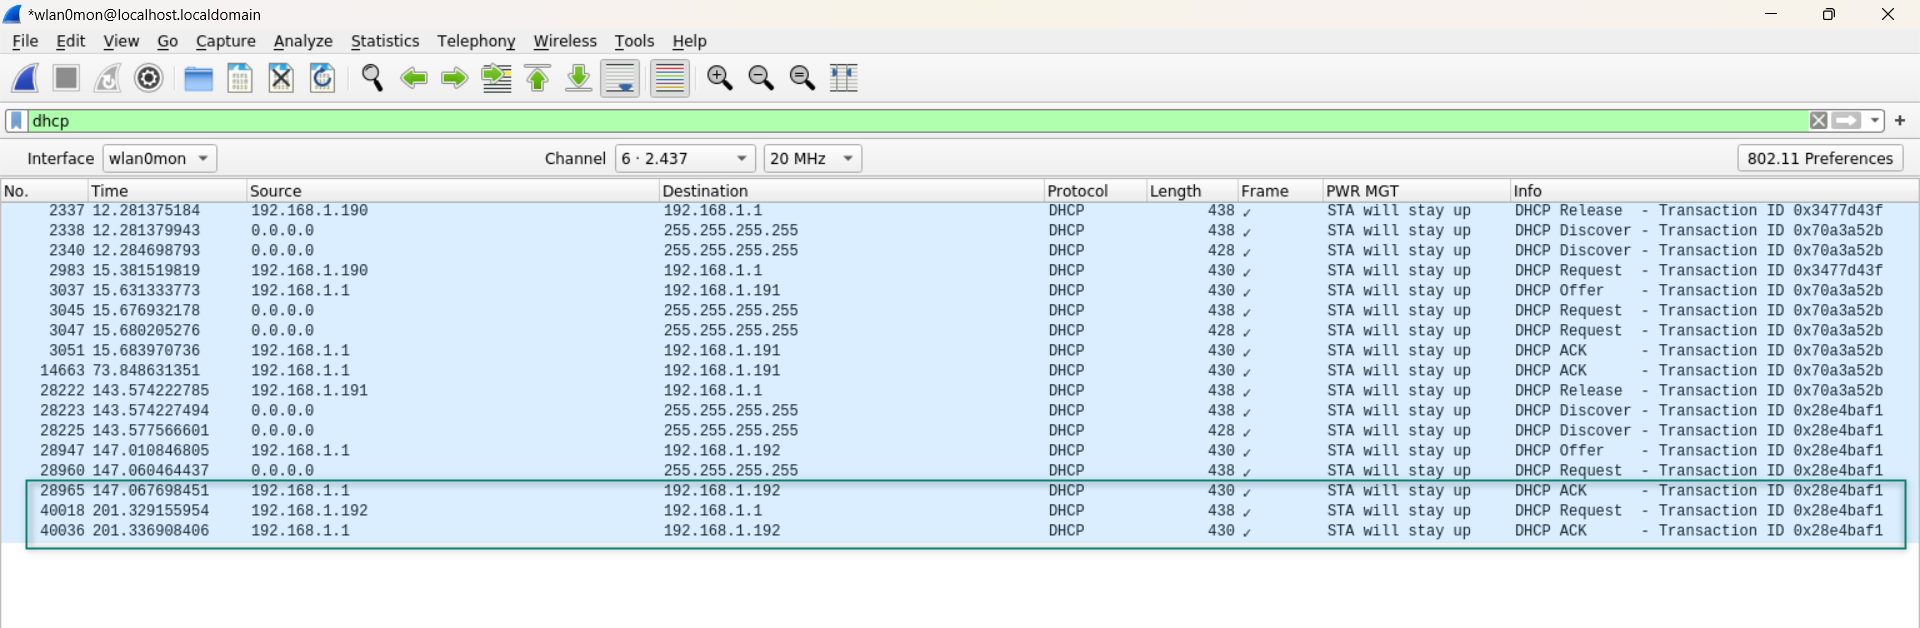 *wlan0mon@localhost.localdomain
File Edit View Go Capture Analyze Statistics Telephony Wireless Tools Help
dhcp
Interface wlan0mon Channel 6 · 2.437 20 MHz 802.11 Preferences
No. Time Source Destination Protocol Length Frame PWR MGT Info
2337 12.281375184 192.168.1.190 192.168.1.1 DHCP 438 ✓ STA will stay up DHCP Release - Transaction ID 0x3477d43f
2338 12.281379943 0.0.0.0 255.255.255.255 DHCP 438 ✓ STA will stay up DHCP Discover - Transaction ID 0x70a3a52b
2340 12.284698793 0.0.0.0 255.255.255.255 DHCP 428 ✓ STA will stay up DHCP Discover - Transaction ID 0x70a3a52b
2983 15.381519819 192.168.1.190 192.168.1.1 DHCP 430 ✓ STA will stay up DHCP Request - Transaction ID 0x3477d43f
3037 15.631333773 192.168.1.1 192.168.1.191 DHCP 430 ✓ STA will stay up DHCP Offer - Transaction ID 0x70a3a52b
3045 15.676932178 0.0.0.0 255.255.255.255 DHCP 438 ✓ STA will stay up DHCP Request - Transaction ID 0x70a3a52b
3047 15.680205276 0.0.0.0 255.255.255.255 DHCP 428 ✓ STA will stay up DHCP Request - Transaction ID 0x70a3a52b
3051 15.683970736 192.168.1.1 192.168.1.191 DHCP 430 ✓ STA will stay up DHCP ACK - Transaction ID 0x70a3a52b
14663 73.848631351 192.168.1.1 192.168.1.191 DHCP 430 ✓ STA will stay up DHCP ACK - Transaction ID 0x70a3a52b
28222 143.574222785 192.168.1.191 192.168.1.1 DHCP 438 ✓ STA will stay up DHCP Release - Transaction ID 0x70a3a52b
28223 143.574227494 0.0.0.0 255.255.255.255 DHCP 438 ✓ STA will stay up DHCP Discover - Transaction ID 0x28e4baf1
28225 143.577566601 0.0.0.0 255.255.255.255 DHCP 428 ✓ STA will stay up DHCP Discover - Transaction ID 0x28e4baf1
28947 147.010846805 192.168.1.1 192.168.1.192 DHCP 430 ✓ STA will stay up DHCP Offer - Transaction ID 0x28e4baf1
28960 147.060464437 0.0.0.0 255.255.255.255 DHCP 438 ✓ STA will stay up DHCP Request - Transaction ID 0x28e4baf1
28965 147.067698451 192.168.1.1 192.168.1.192 DHCP 430 ✓ STA will stay up DHCP ACK - Transaction ID 0x28e4baf1
40018 201.329155954 192.168.1.192 192.168.1.1 DHCP 438 ✓ STA will stay up DHCP Request - Transaction ID 0x28e4baf1
40036 201.336908406 192.168.1.1 192.168.1.192 DHCP 430 ✓ STA will stay up DHCP ACK - Transaction ID 0x28e4baf1